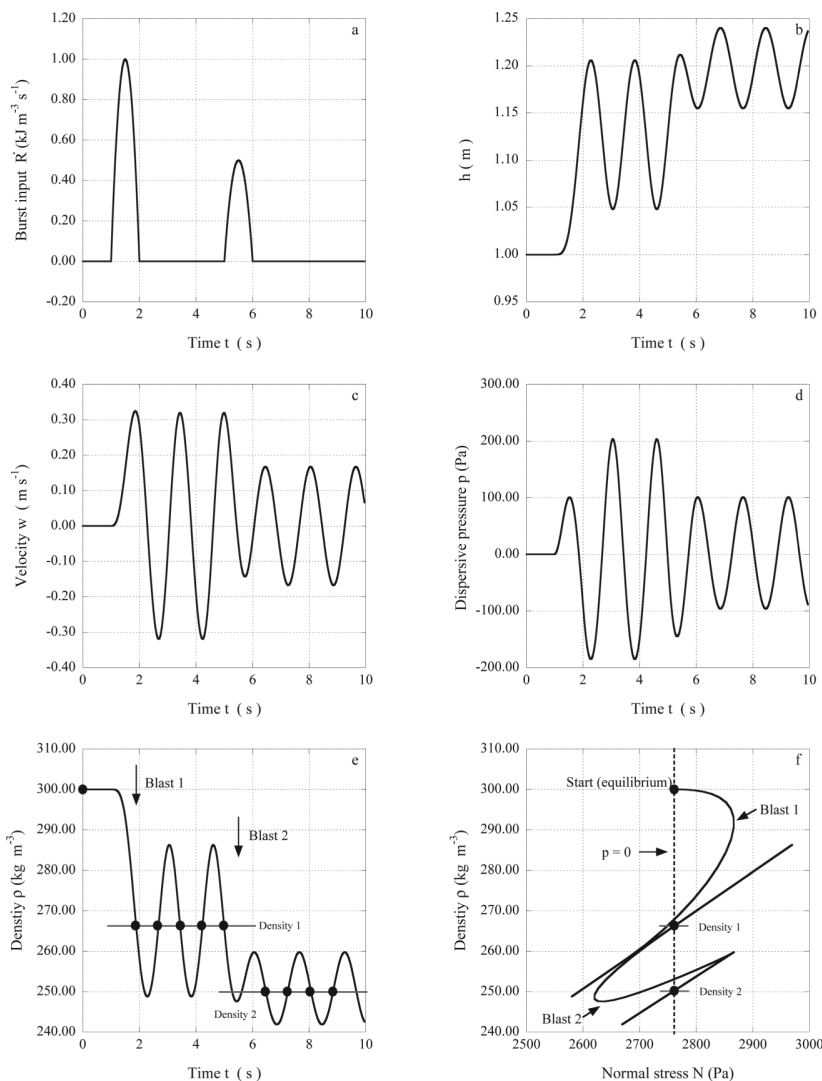 a
1.00
0.80
0.60
0.40
0.20
0.00
-0.20
Burst input Ṙ (kJ m⁻³ s⁻¹)
0 2 4 6 8 10
Time t ( s )
b
1.25
1.20
1.15
1.10
1.05
1.00
0.95
h ( m )
0 2 4 6 8 10
Time t ( s )
c
0.40
0.30
0.20
0.10
0.00
-0.10
-0.20
-0.30
-0.40
Velocity w ( m s⁻¹)
0 2 4 6 8 10
Time t ( s )
d
300.00
200.00
100.00
0.00
-100.00
-200.00
Dispersive pressure p (Pa)
0 2 4 6 8 10
Time t ( s )
e
310.00
300.00
290.00
280.00
270.00
260.00
250.00
240.00
Denstiy ρ (kg m⁻³)
Blast 1
Blast 2
Density 1
Density 2
0 2 4 6 8 10
Time t ( s )
f
310.00
300.00
290.00
280.00
270.00
260.00
250.00
240.00
Denstiy ρ (kg m⁻³)
Start (equilibrium)
Blast 1
p = 0
Density 1
Density 2
Blast 2
2500 2600 2700 2800 2900 3000
Normal stress N (Pa)